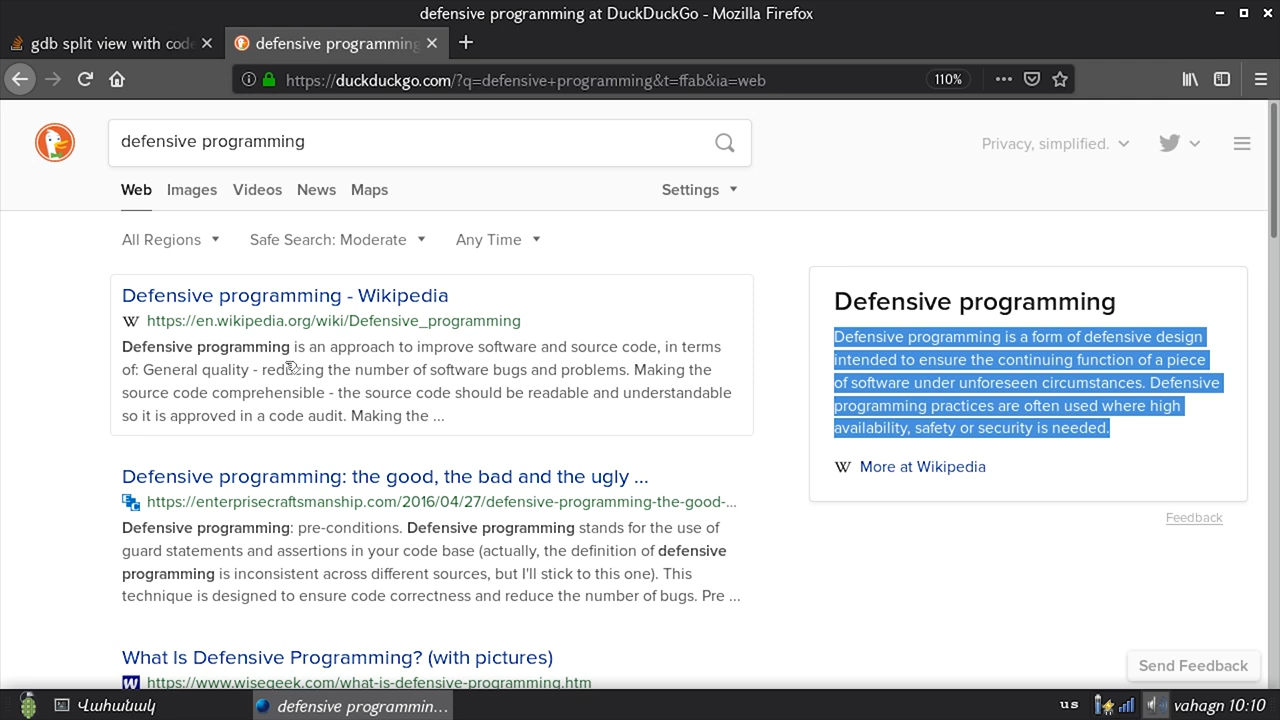 defensive programming at DuckDuckGo - Mozilla Firefox
gdb split view with code
defensive programming
https://duckduckgo.com/?q=defensive+programming&t=ffab&ia=web
110%
defensive programming
Privacy, simplified.
Web Images Videos News Maps
Settings
All Regions Safe Search: Moderate Any Time
Defensive programming - Wikipedia
W https://en.wikipedia.org/wiki/Defensive_programming
Defensive programming is an approach to improve software and source code, in terms
of: General quality - reducing the number of software bugs and problems. Making the
source code comprehensible - the source code should be readable and understandable
so it is approved in a code audit. Making the ...
Defensive programming: the good, the bad and the ugly ...
https://enterprisecraftsmanship.com/2016/04/27/defensive-programming-the-good-...
Defensive programming: pre-conditions. Defensive programming stands for the use of
guard statements and assertions in your code base (actually, the definition of defensive
programming is inconsistent across different sources, but I'll stick to this one). This
technique is designed to ensure code correctness and reduce the number of bugs. Pre ...
What Is Defensive Programming? (with pictures)
W https://www.wisegeek.com/what-is-defensive-programming.htm
Defensive programming
Defensive programming is a form of defensive design
intended to ensure the continuing function of a piece
of software under unforeseen circumstances. Defensive
programming practices are often used where high
availability, safety or security is needed.
W More at Wikipedia
Feedback
Send Feedback
Վահանակ
defensive programmin...
us
vahagn 10:10